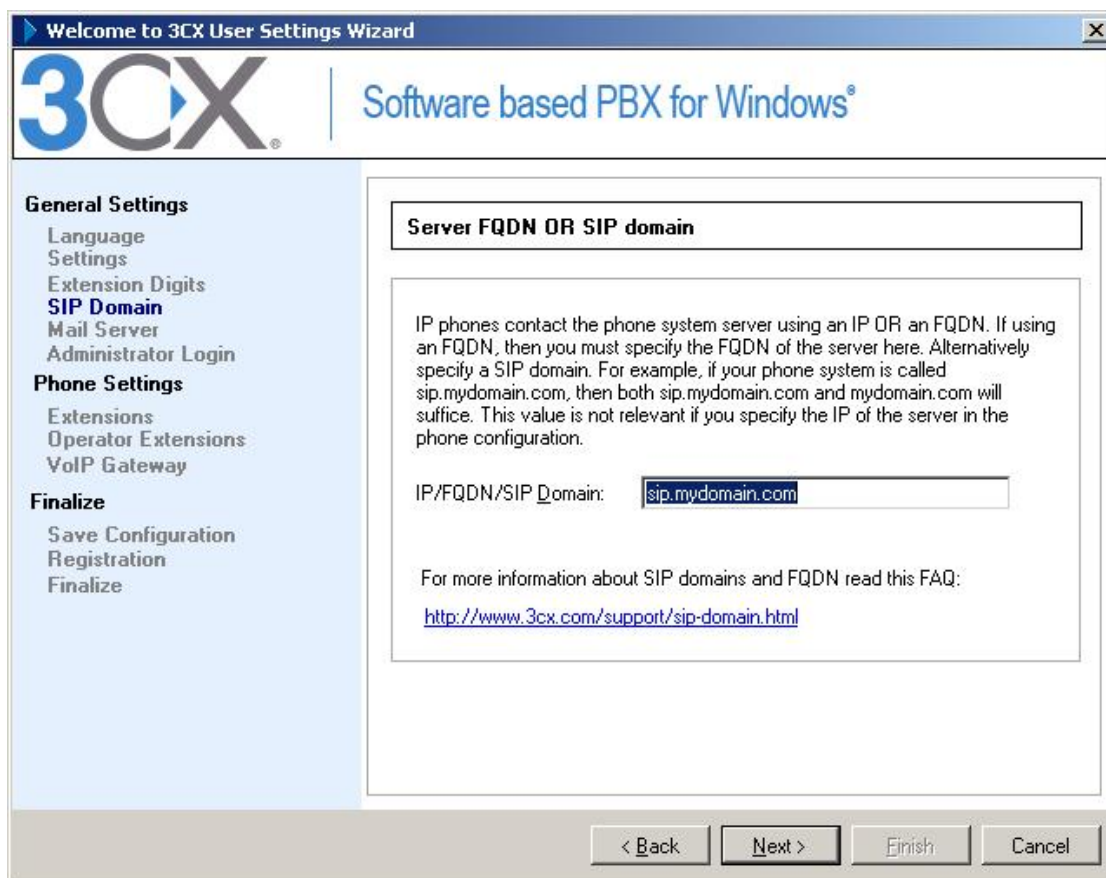 Welcome to 3CX User Settings Wizard
3CX®
Software based PBX for Windows®
General Settings
Language
Settings
Extension Digits
SIP Domain
Mail Server
Administrator Login
Phone Settings
Extensions
Operator Extensions
VoIP Gateway
Finalize
Save Configuration
Registration
Finalize
Server FQDN OR SIP domain
IP phones contact the phone system server using an IP OR an FQDN. If using
an FQDN, then you must specify the FQDN of the server here. Alternatively
specify a SIP domain. For example, if your phone system is called
sip.mydomain.com, then both sip.mydomain.com and mydomain.com will
suffice. This value is not relevant if you specify the IP of the server in the
phone configuration.
IP/FQDN/SIP Domain: sip.mydomain.com
For more information about SIP domains and FQDN read this FAQ:
http://www.3cx.com/support/sip-domain.html
< Back Next > Finish Cancel